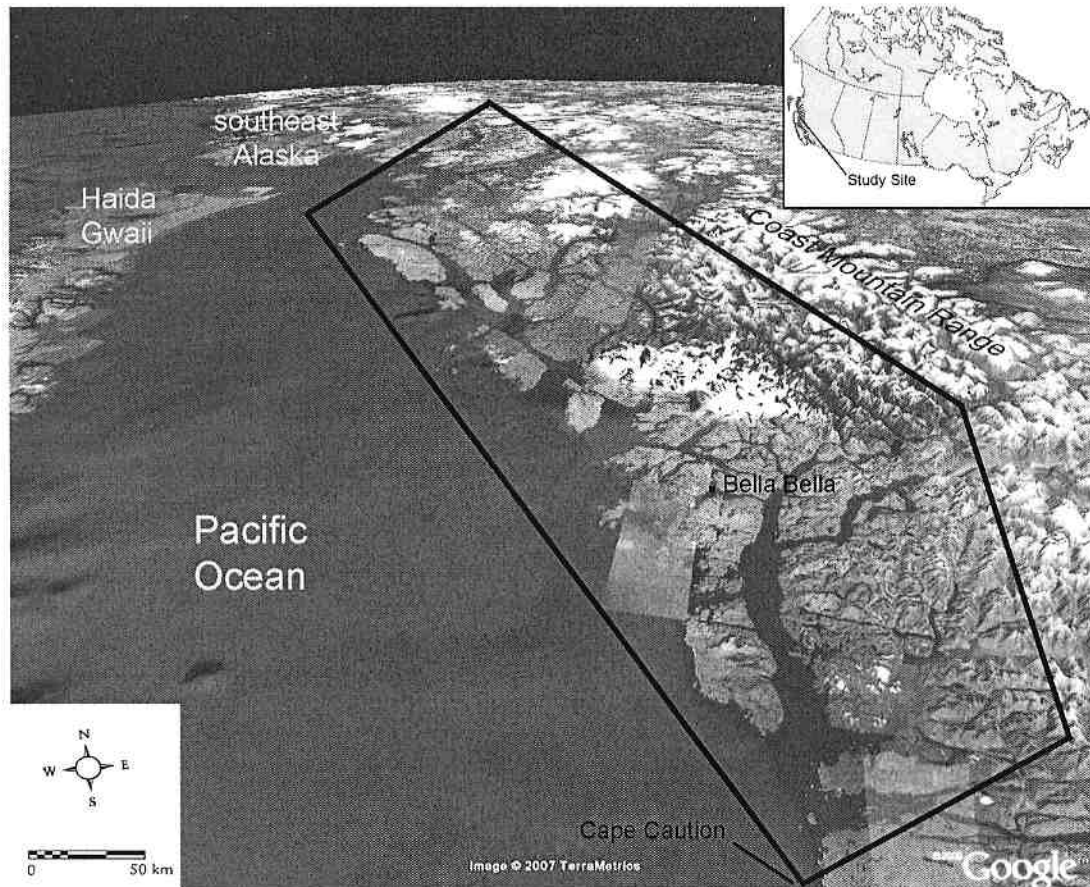 southeast
Alaska
Haida
Gwaii
Study Site
Coast Mountain Range
Bella Bella
Pacific
Ocean
N
W E
S
0 50 km
Cape Caution
Image © 2007 TerraMetrics
Google